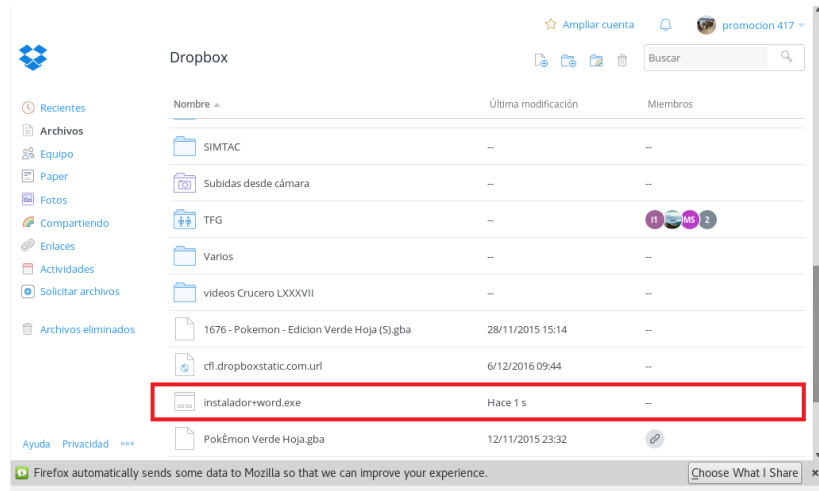 Ampliar cuenta promocion 417
Dropbox Buscar
Nombre Última modificación Miembros
Recientes
Archivos
Equipo
Paper
Fotos
Compartiendo
Enlaces
Actividades
Solicitar archivos
Archivos eliminados
SIMTAC -- --
Subidas desde cámara -- --
TFG -- I1 MS 2
Varios -- --
videos Crucero LXXXVII -- --
1676 - Pokemon - Edicion Verde Hoja (S).gba 28/11/2015 15:14 --
cfl.dropboxstatic.com.url 6/12/2016 09:44 --
instalador+word.exe Hace 1 s --
PokÈmon Verde Hoja.gba 12/11/2015 23:32
Ayuda Privacidad
Firefox automatically sends some data to Mozilla so that we can improve your experience. Choose What I Share ×